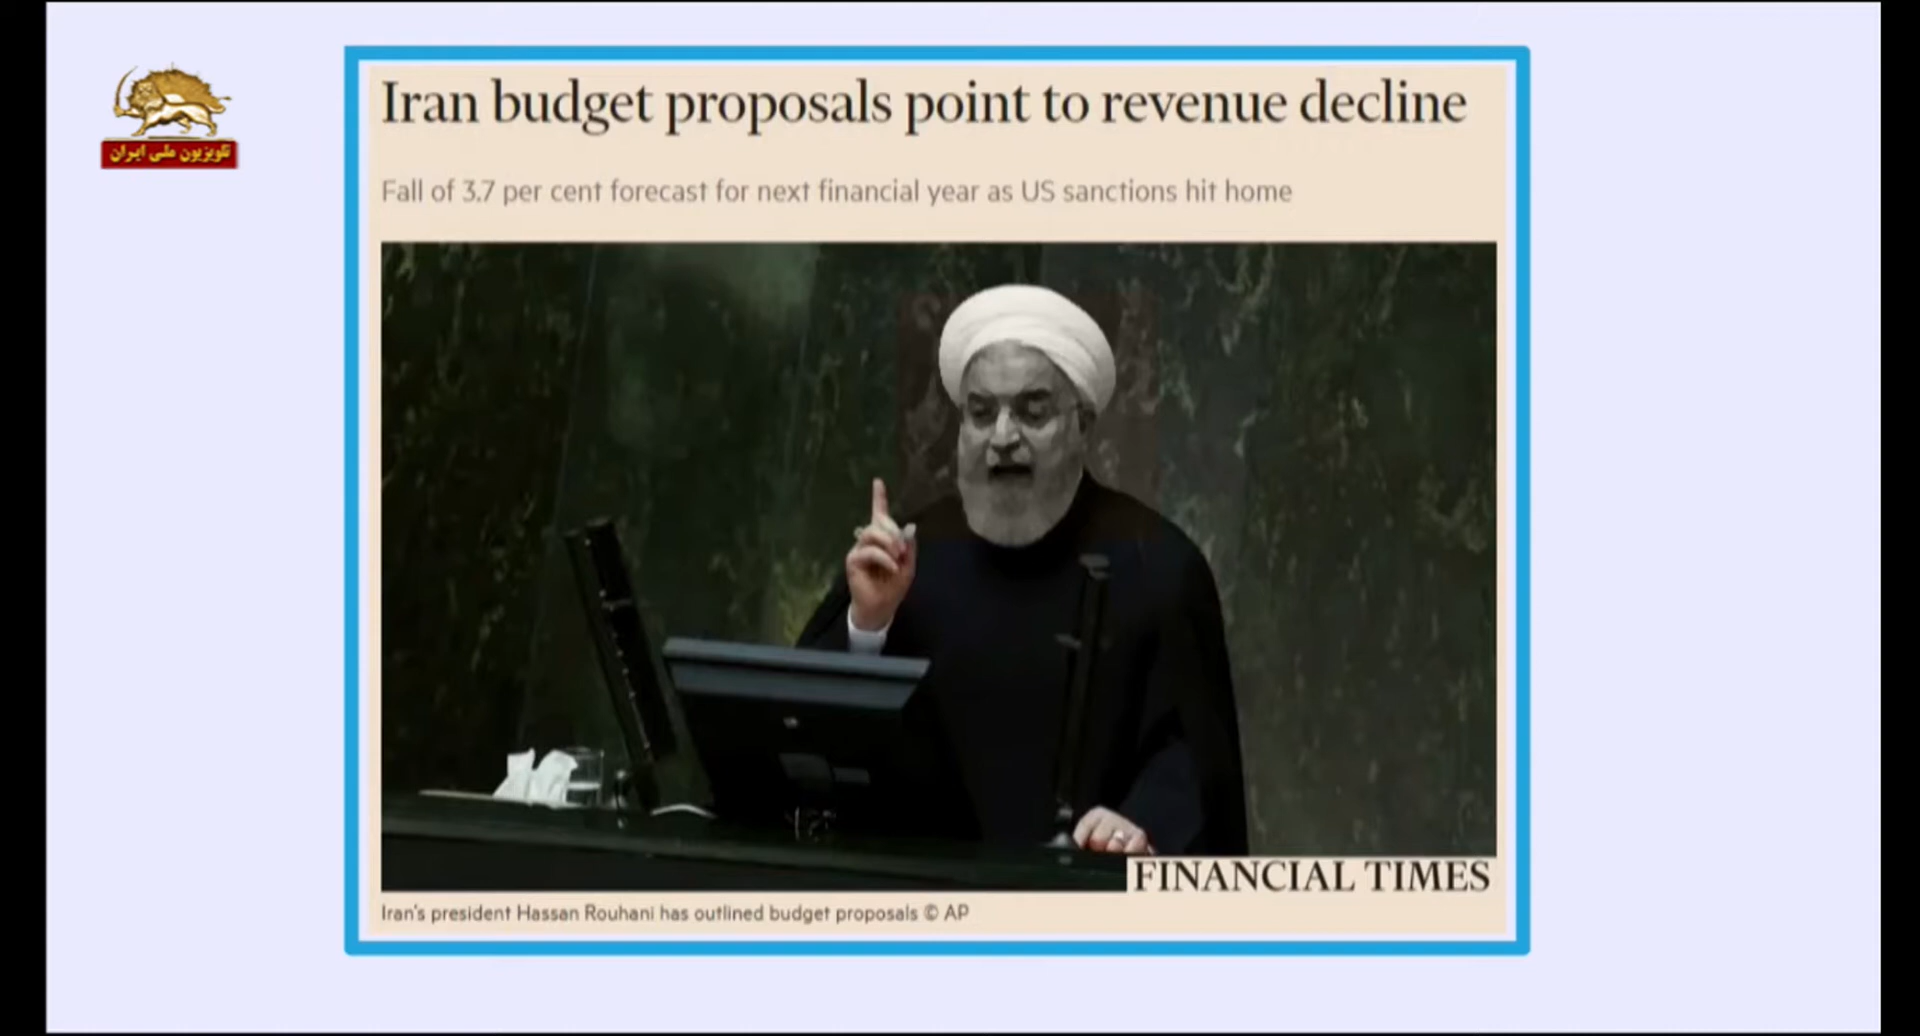 Iran budget proposals point to revenue decline
تلویزیون ملی ایران
Fall of 3.7 per cent forecast for next financial year as US sanctions hit home
FINANCIAL TIMES
Iran's president Hassan Rouhani has outlined budget proposals © AP